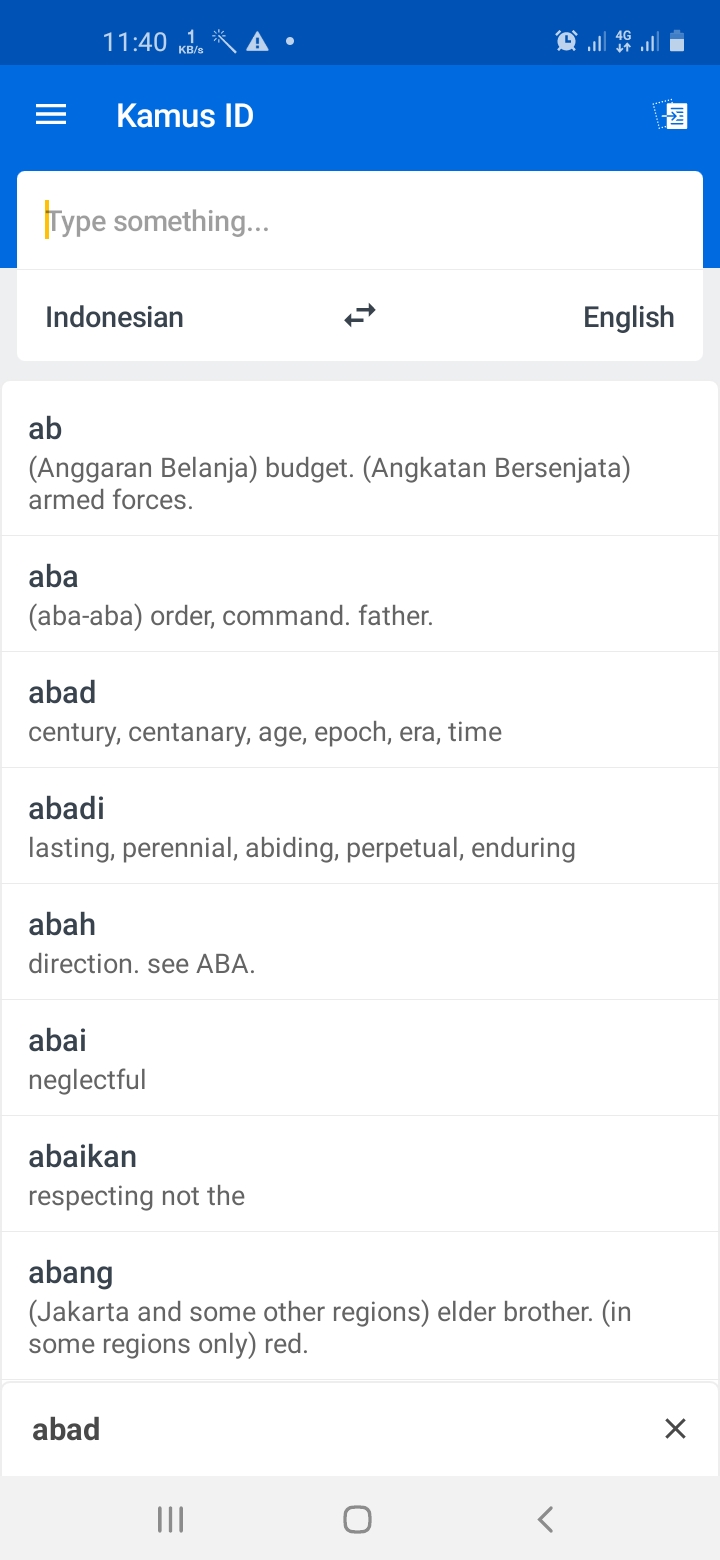 11:40 1 KB/s 4G
Kamus ID
Type something...
Indonesian English
ab
(Anggaran Belanja) budget. (Angkatan Bersenjata)
armed forces.
aba
(aba-aba) order, command. father.
abad
century, centanary, age, epoch, era, time
abadi
lasting, perennial, abiding, perpetual, enduring
abah
direction. see ABA.
abai
neglectful
abaikan
respecting not the
abang
(Jakarta and some other regions) elder brother. (in
some regions only) red.
abad